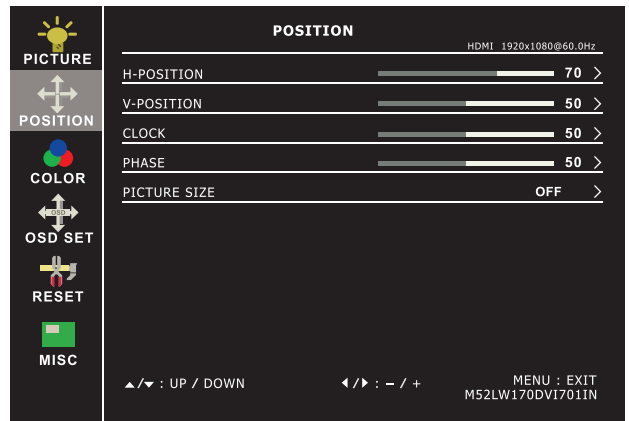 PICTURE
POSITION
COLOR
OSD
OSD SET
RESET
MISC
POSITION
HDMI 1920x1080@60.0Hz
H-POSITION 70 >
V-POSITION 50 >
CLOCK 50 >
PHASE 50 >
PICTURE SIZE OFF >
▲/▼ : UP / DOWN ◀/▶ : – / + MENU : EXIT
M52LW170DVI701IN